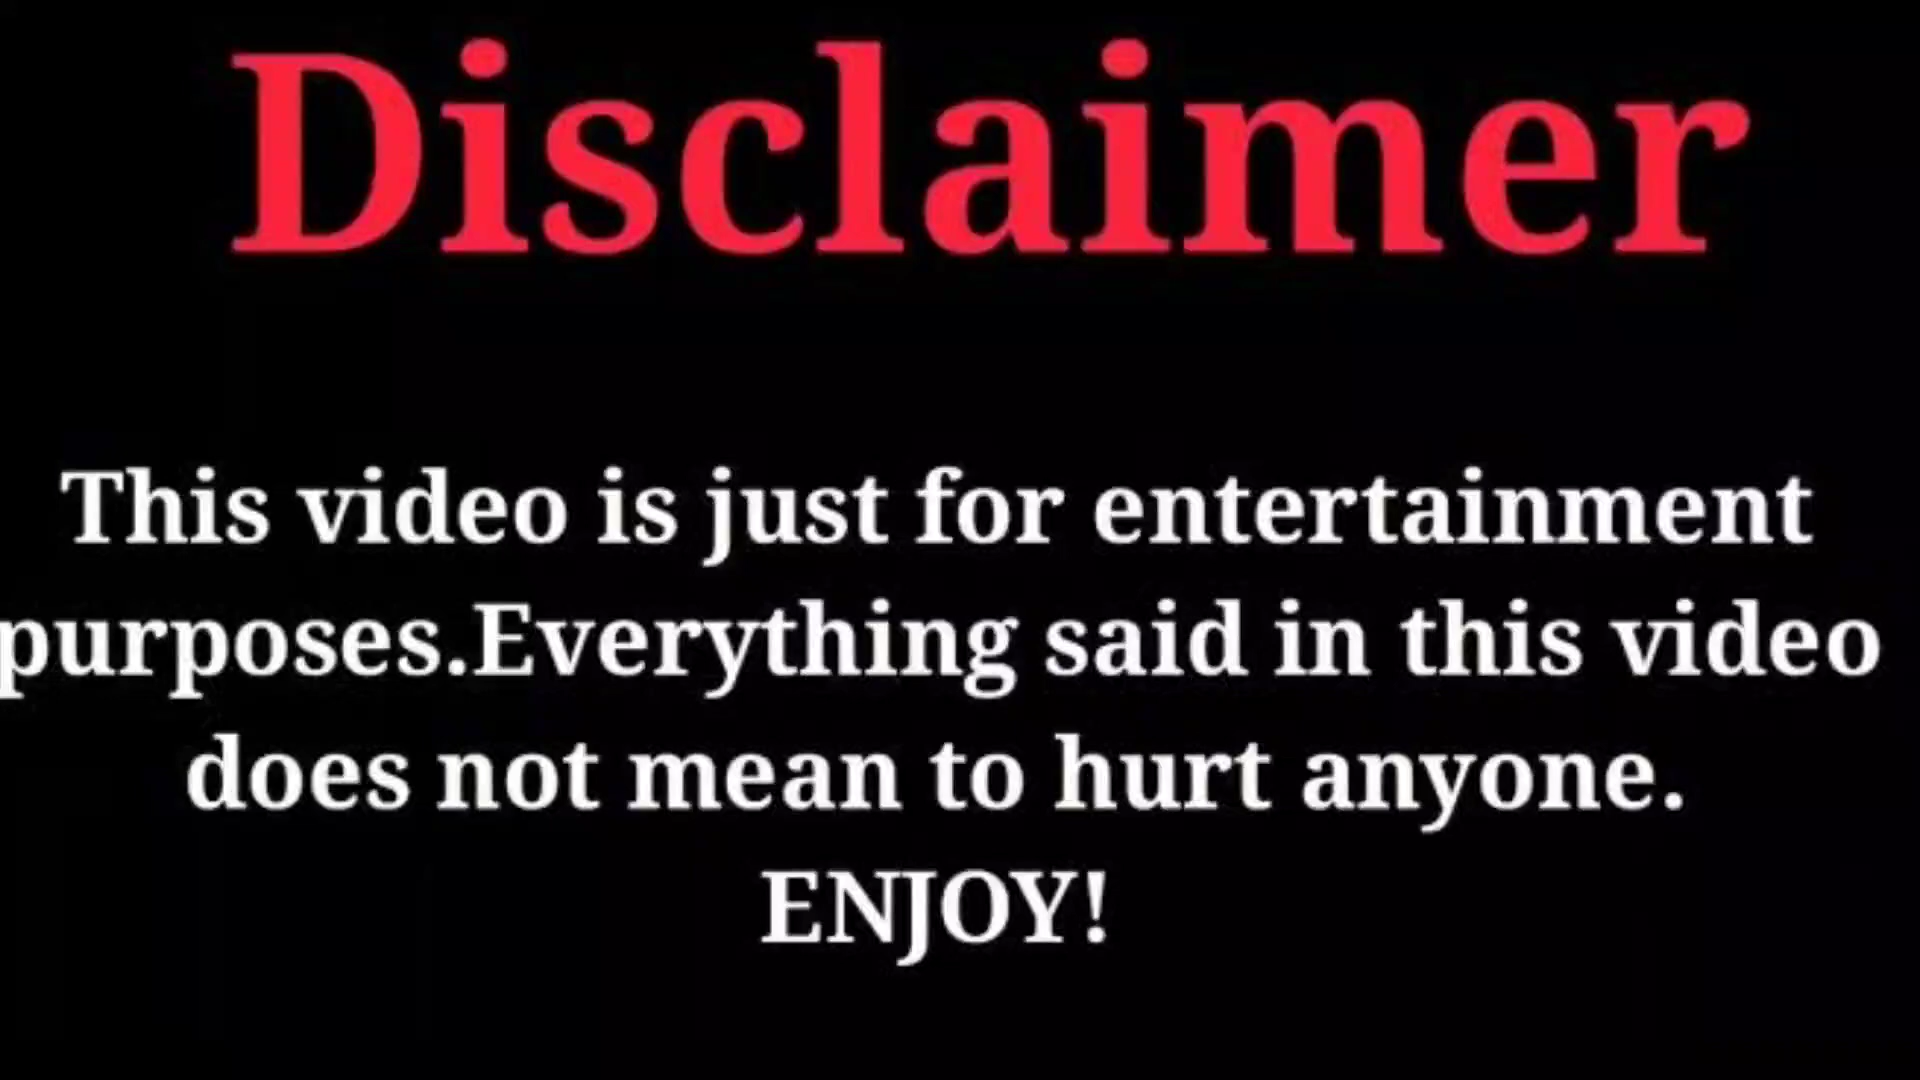 Disclaimer
This video is just for entertainment
purposes.Everything said in this video
does not mean to hurt anyone.
ENJOY!